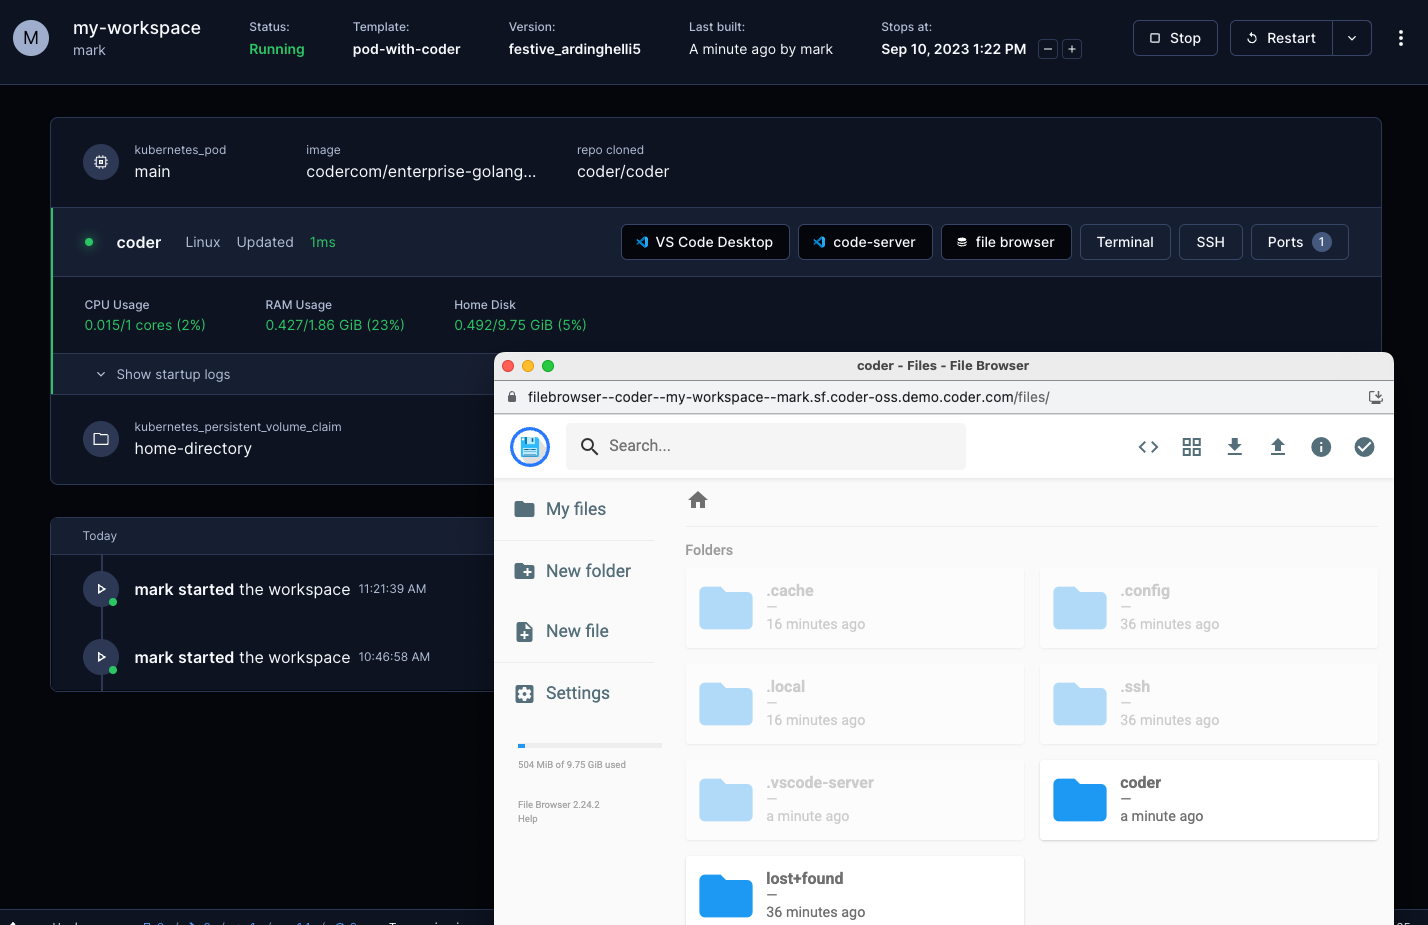 M
my-workspace
mark
Status:
Running
Template:
pod-with-coder
Version:
festive_ardinghelli5
Last built:
A minute ago by mark
Stops at:
Sep 10, 2023 1:22 PM
Stop
Restart
kubernetes_pod
main
image
codercom/enterprise-golang...
repo cloned
coder/coder
coder Linux Updated 1ms
VS Code Desktop
code-server
file browser
Terminal
SSH
Ports 1
CPU Usage
0.015/1 cores (2%)
RAM Usage
0.427/1.86 GiB (23%)
Home Disk
0.492/9.75 GiB (5%)
Show startup logs
kubernetes_persistent_volume_claim
home-directory
Today
mark started the workspace 11:21:39 AM
mark started the workspace 10:46:58 AM
coder - Files - File Browser
filebrowser--coder--my-workspace--mark.sf.coder-oss.demo.coder.com/files/
Search...
My files
New folder
New file
Settings
504 MiB of 9.75 GiB used
File Browser 2.24.2
Help
Folders
.cache
—
16 minutes ago
.config
—
36 minutes ago
.local
—
16 minutes ago
.ssh
—
36 minutes ago
.vscode-server
—
a minute ago
coder
—
a minute ago
lost+found
—
36 minutes ago